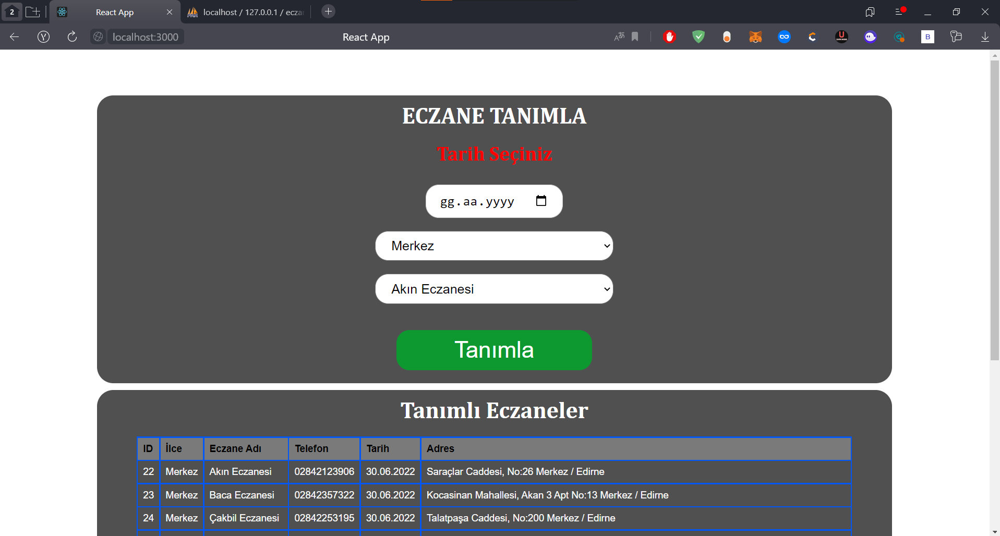 2
React App
localhost / 127.0.0.1 / ecza
localhost:3000
React App
ECZANE TANIMLA
Tarih Seçiniz
gg.aa.yyyy
Merkez
Akın Eczanesi
Tanımla
Tanımlı Eczaneler
ID İlce Eczane Adı Telefon Tarih Adres
22 Merkez Akın Eczanesi 02842123906 30.06.2022 Saraçlar Caddesi, No:26 Merkez / Edirne
23 Merkez Baca Eczanesi 02842357322 30.06.2022 Kocasinan Mahallesi, Akan 3 Apt No:13 Merkez / Edirne
24 Merkez Çakbil Eczanesi 02842253195 30.06.2022 Talatpaşa Caddesi, No:200 Merkez / Edirne